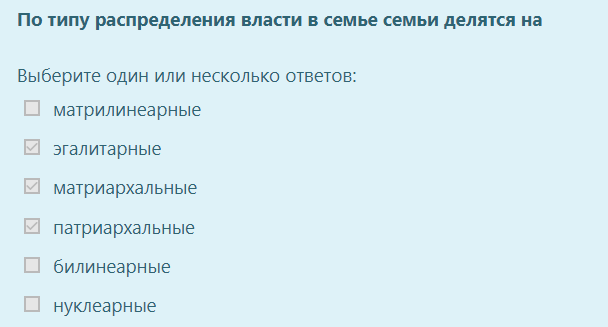 По типу распределения власти в семье семьи делятся на
Выберите один или несколько ответов:
матрилинеарные
эгалитарные
матриархальные
патриархальные
билинеарные
нуклеарные